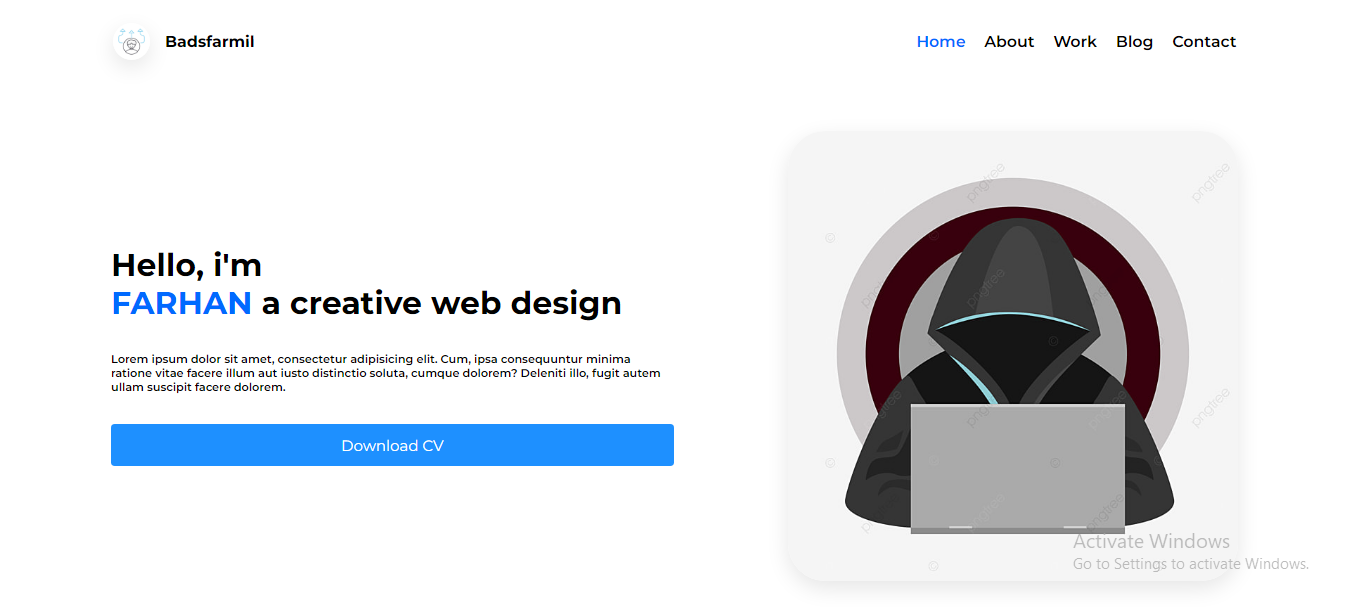 Badsfarmil
Home About Work Blog Contact
Hello, i'm
FARHAN a creative web design
Lorem ipsum dolor sit amet, consectetur adipisicing elit. Cum, ipsa consequuntur minima
ratione vitae facere illum aut iusto distinctio soluta, cumque dolorem? Deleniti illo, fugit autem
ullam suscipit facere dolorem.
Download CV
pngtree
pngtree
pngtree
pngtree
pngtree
pngtree
pngtree
pngtree
Activate Windows
Go to Settings to activate Windows.